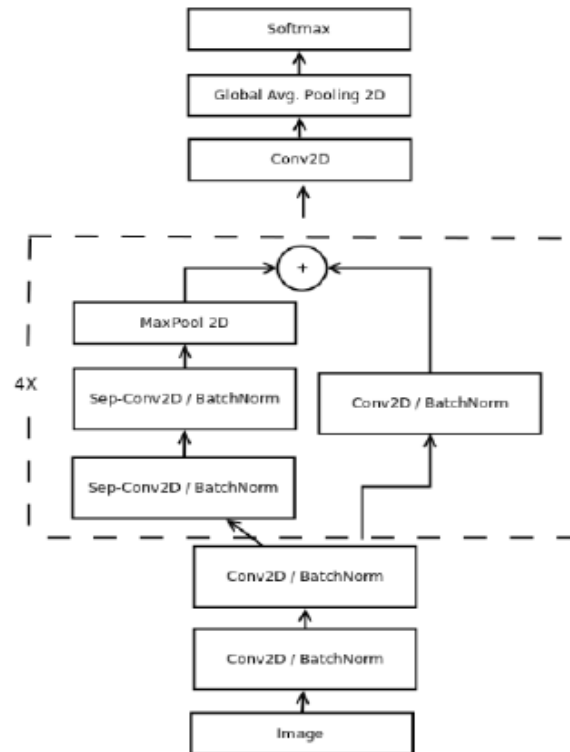 Softmax
Global Avg. Pooling 2D
Conv2D
+
MaxPool 2D
4X
Sep-Conv2D / BatchNorm
Conv2D / BatchNorm
Sep-Conv2D / BatchNorm
Conv2D / BatchNorm
Conv2D / BatchNorm
Image